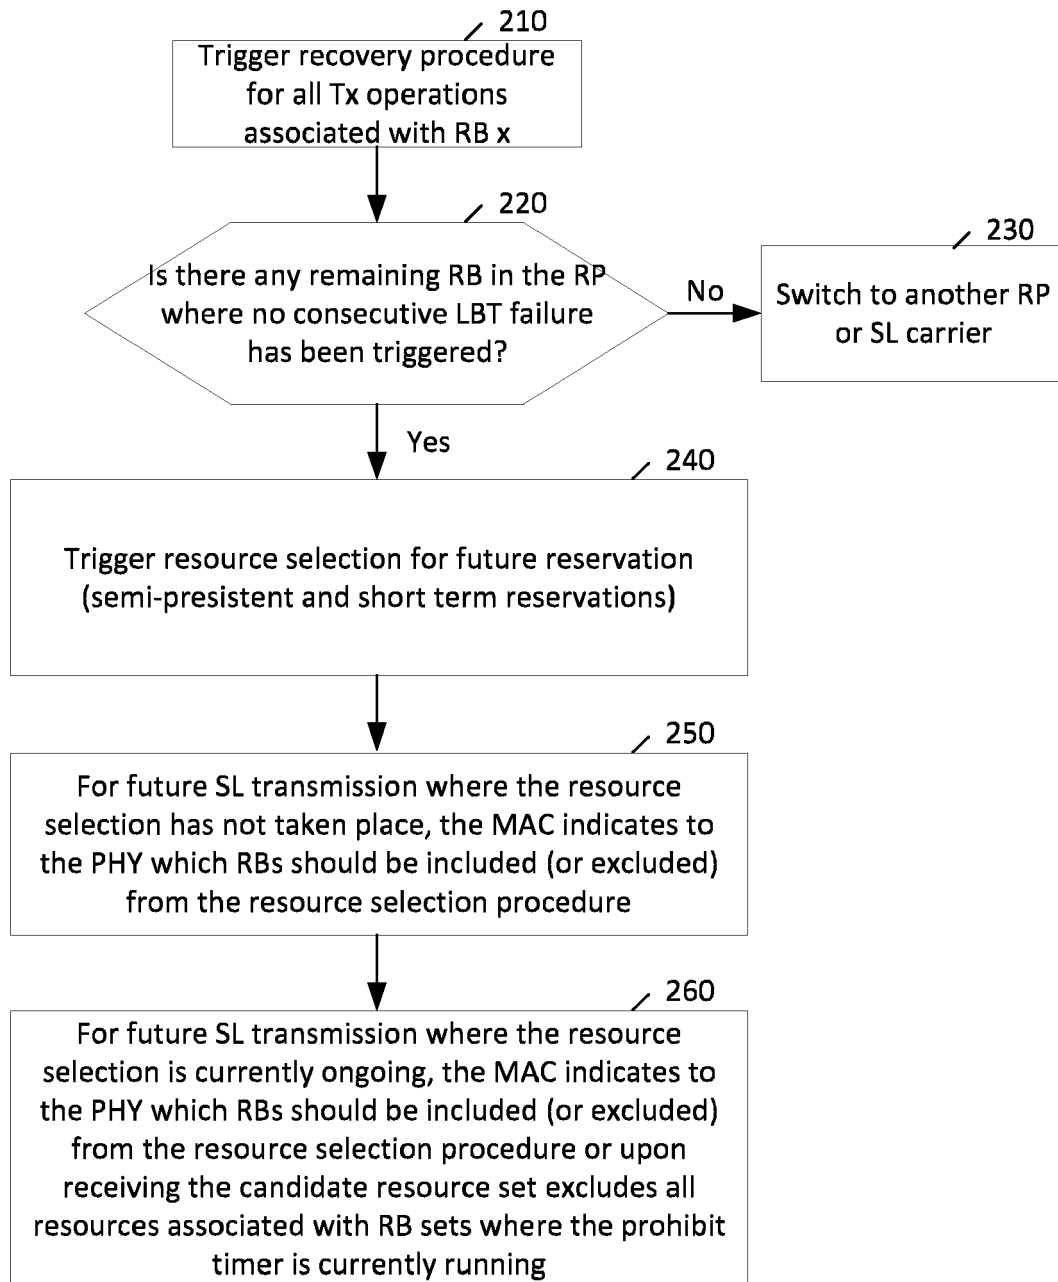 210
Trigger recovery procedure
for all Tx operations
associated with RB x
220
Is there any remaining RB in the RP
where no consecutive LBT failure
has been triggered?
No
230
Switch to another RP
or SL carrier
Yes
240
Trigger resource selection for future reservation
(semi-presistent and short term reservations)
250
For future SL transmission where the resource
selection has not taken place, the MAC indicates to
the PHY which RBs should be included (or excluded)
from the resource selection procedure
260
For future SL transmission where the resource
selection is currently ongoing, the MAC indicates to
the PHY which RBs should be included (or excluded)
from the resource selection procedure or upon
receiving the candidate resource set excludes all
resources associated with RB sets where the prohibit
timer is currently running